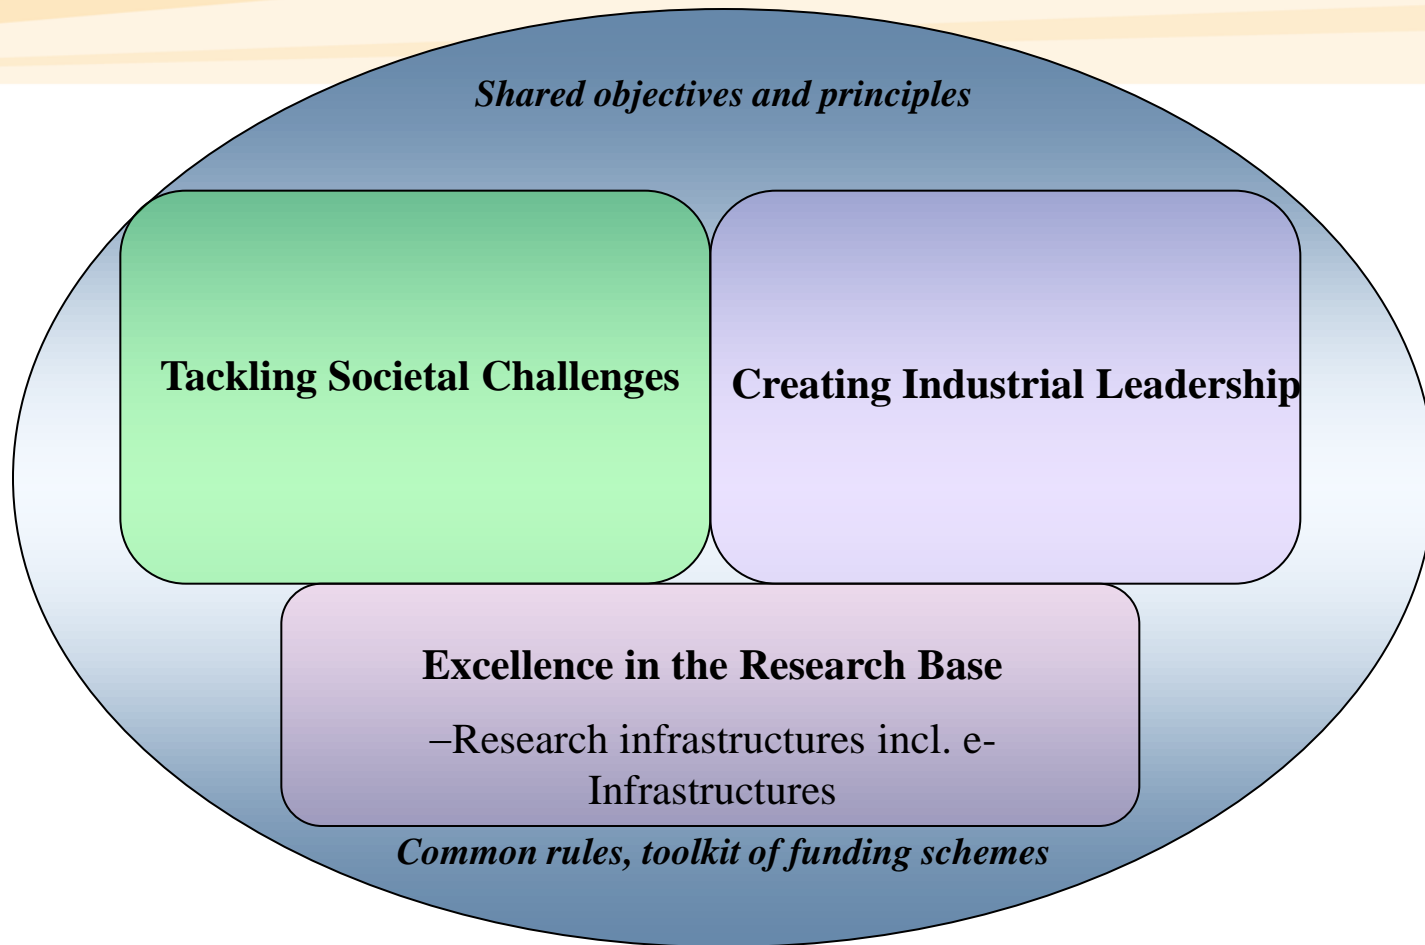 Shared objectives and principles
Tackling Societal Challenges
Creating Industrial Leadership
Excellence in the Research Base
–Research infrastructures incl. e-
Infrastructures
Common rules, toolkit of funding schemes